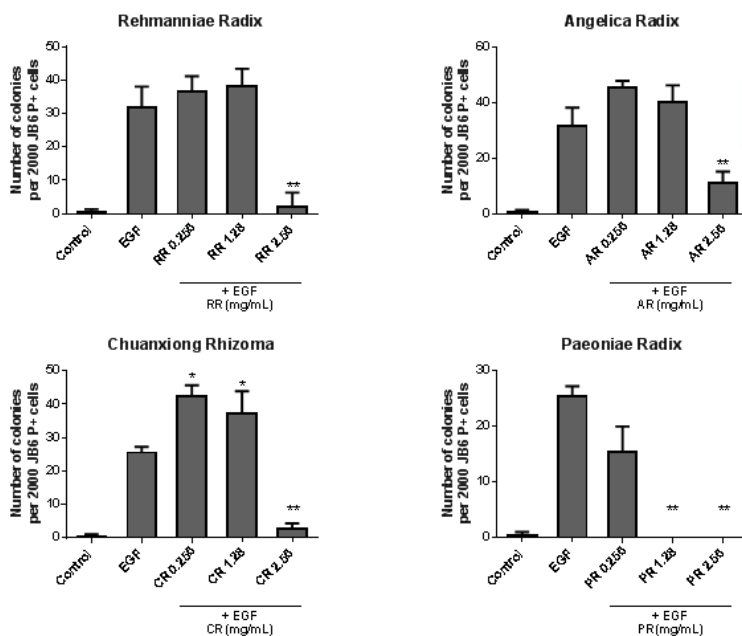 Rehmanniae Radix
Number of colonies
per 2000 JB6 P+ cells
50
40
30
20
10
0
**
Control
EGF
RR 0.256
RR 1.28
RR 2.56
+ EGF
RR (mg/mL)
Angelica Radix
Number of colonies
per 2000 JB6 P+ cells
60
40
20
0
**
Control
EGF
AR 0.256
AR 1.28
AR 2.56
+ EGF
AR (mg/mL)
Chuanxiong Rhizoma
Number of colonies
per 2000 JB6 P+ cells
50
40
30
20
10
0
*
*
**
Control
EGF
CR 0.256
CR 1.28
CR 2.56
+ EGF
CR (mg/mL)
Paeoniae Radix
Number of colonies
per 2000 JB6 P+ cells
30
20
10
0
**
**
Control
EGF
PR 0.256
PR 1.28
PR 2.56
+ EGF
PR (mg/mL)